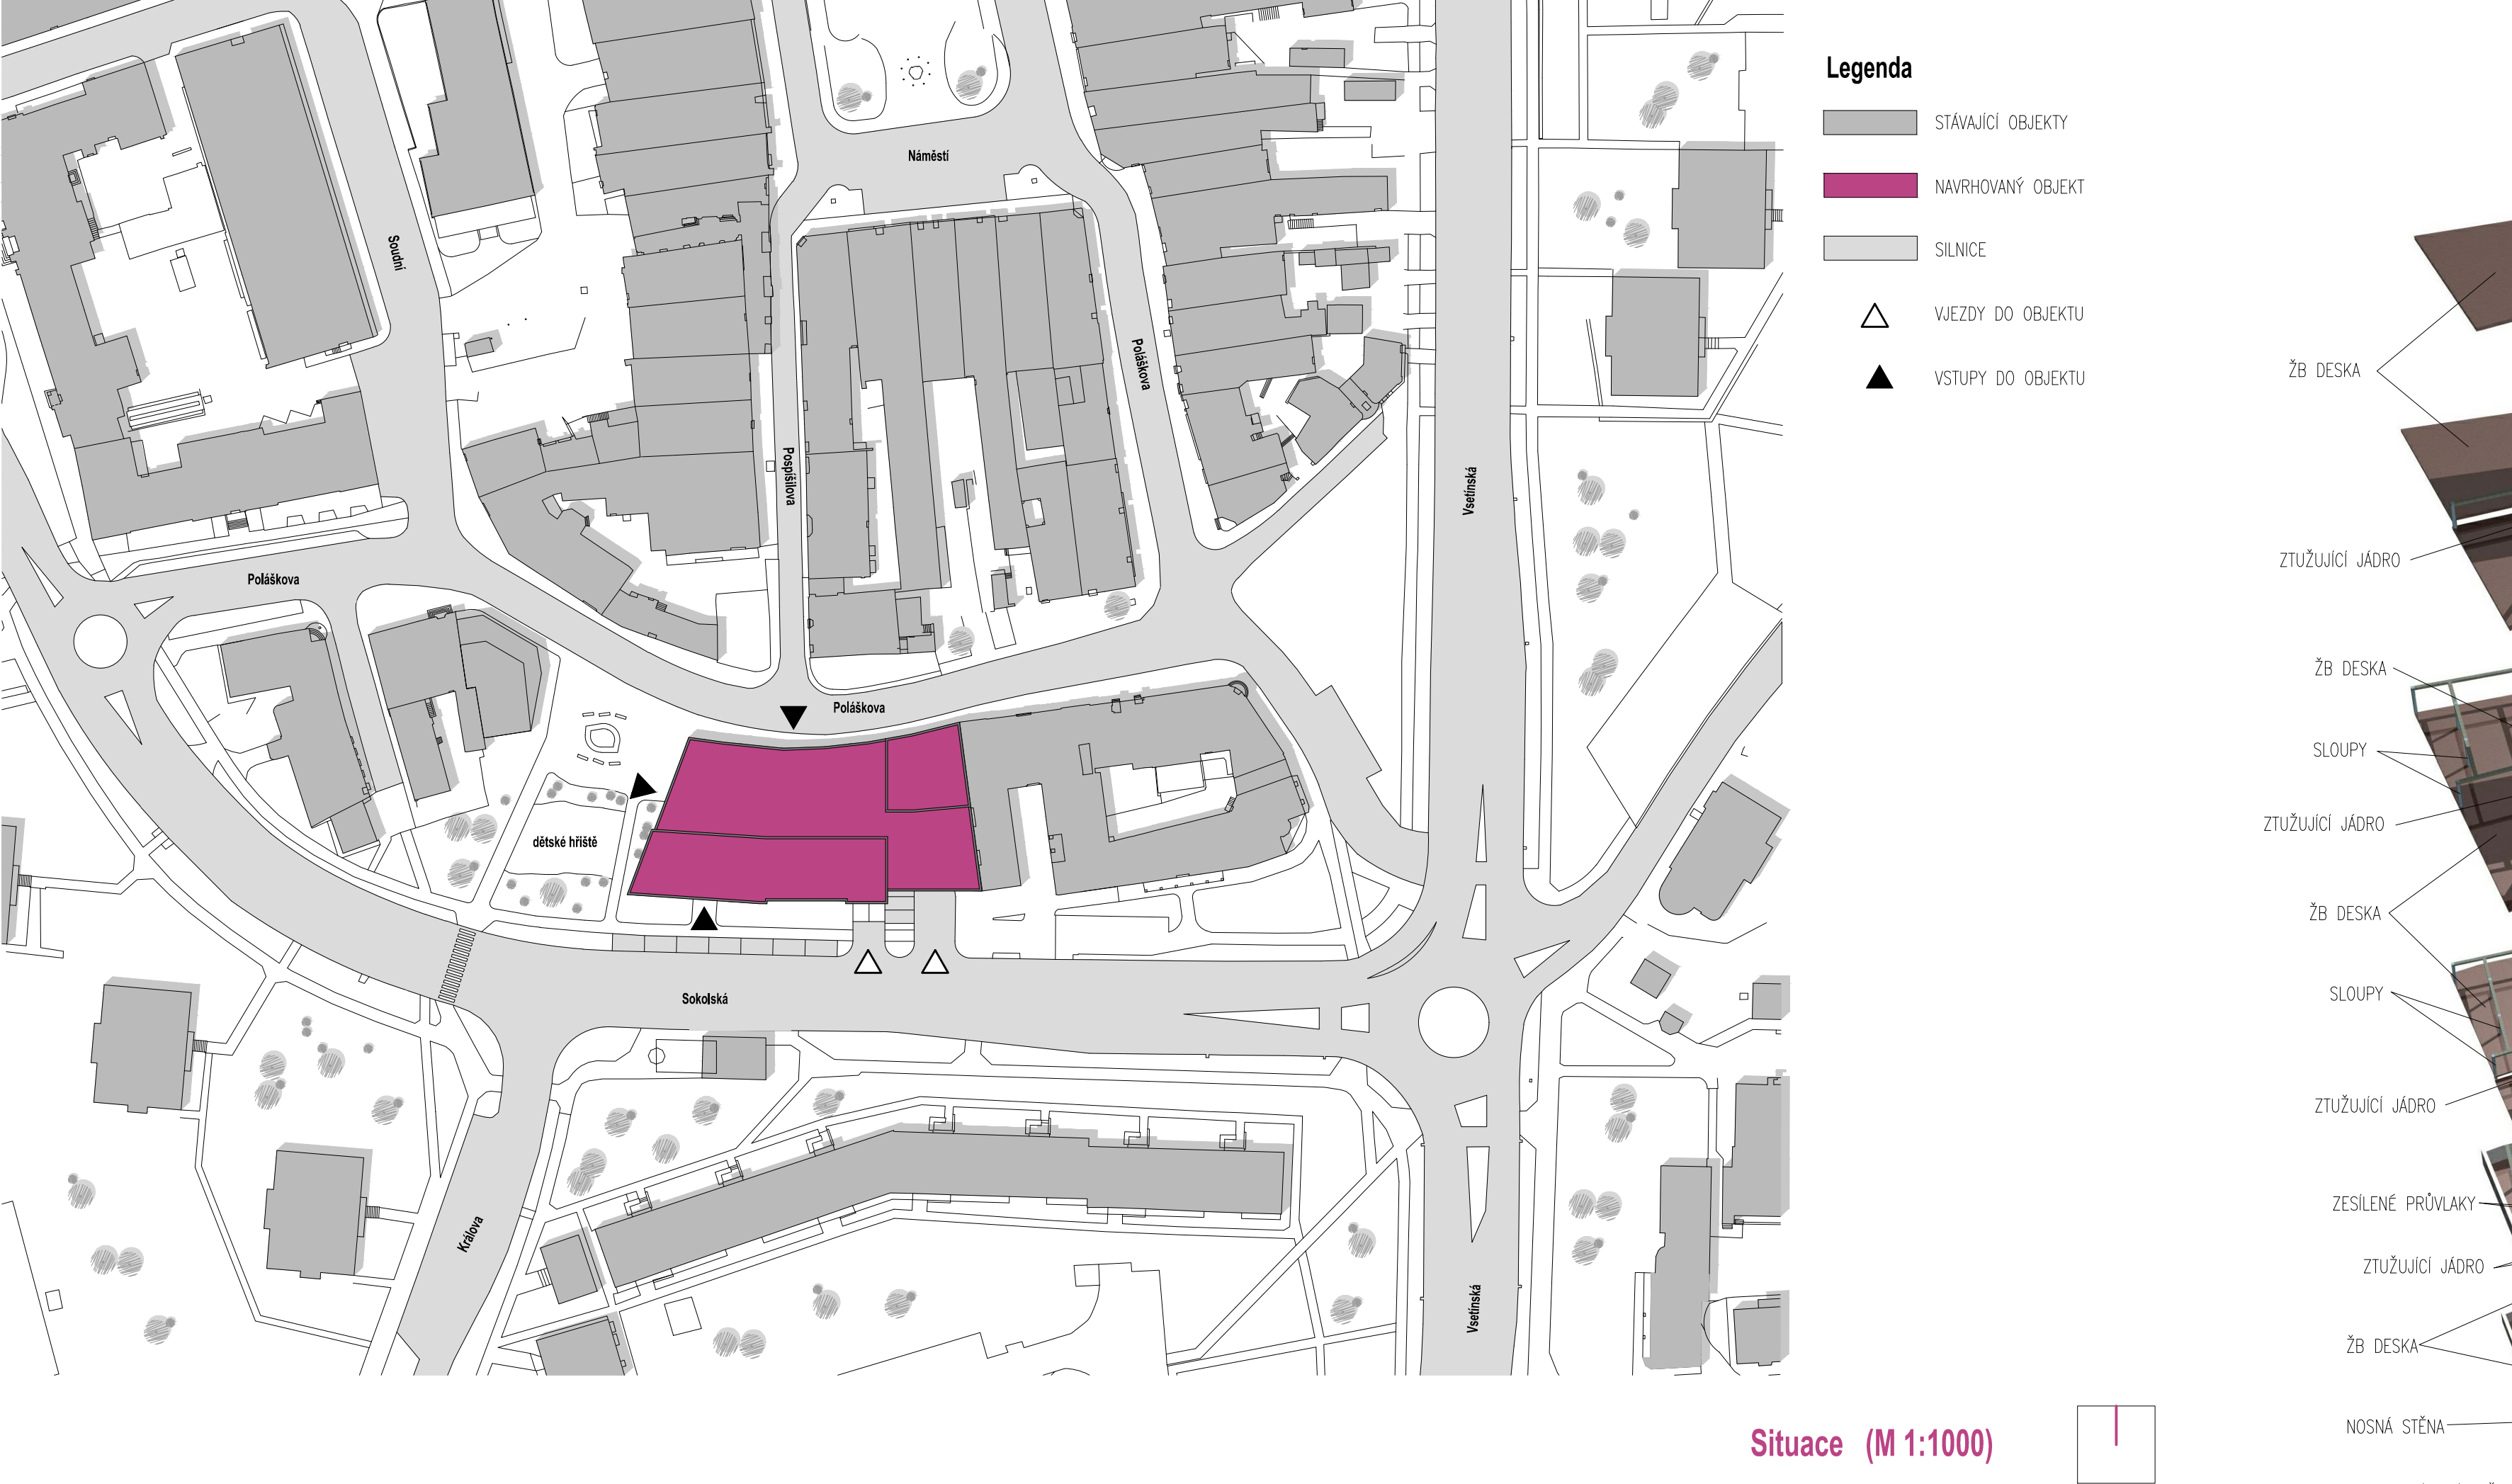 Legenda
STÁVAJÍCÍ OBJEKTY
NAVRHOVANÝ OBJEKT
SILNICE
VJEZDY DO OBJEKTU
VSTUPY DO OBJEKTU
Náměstí
Soudní
Poláškova
Pospíšilova
Vsetínská
Poláškova
Poláškova
dětské hřiště
Sokolská
Králova
Vsetínská
ŽB DESKA
ZTUŽUJÍCÍ JÁDRO
ŽB DESKA
SLOUPY
ZTUŽUJÍCÍ JÁDRO
ŽB DESKA
SLOUPY
ZTUŽUJÍCÍ JÁDRO
ZESÍLENÉ PRŮVLAKY
ZTUŽUJÍCÍ JÁDRO
ŽB DESKA
NOSNÁ STĚNA
Situace (M 1:1000)